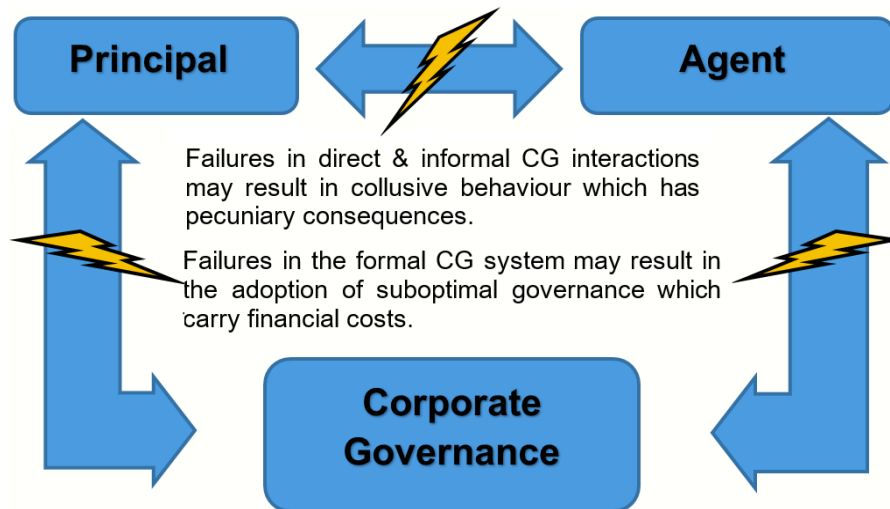 Principal
Agent
Failures in direct & informal CG interactions
may result in collusive behaviour which has
pecuniary consequences.
Failures in the formal CG system may result in
the adoption of suboptimal governance which
carry financial costs.
Corporate
Governance